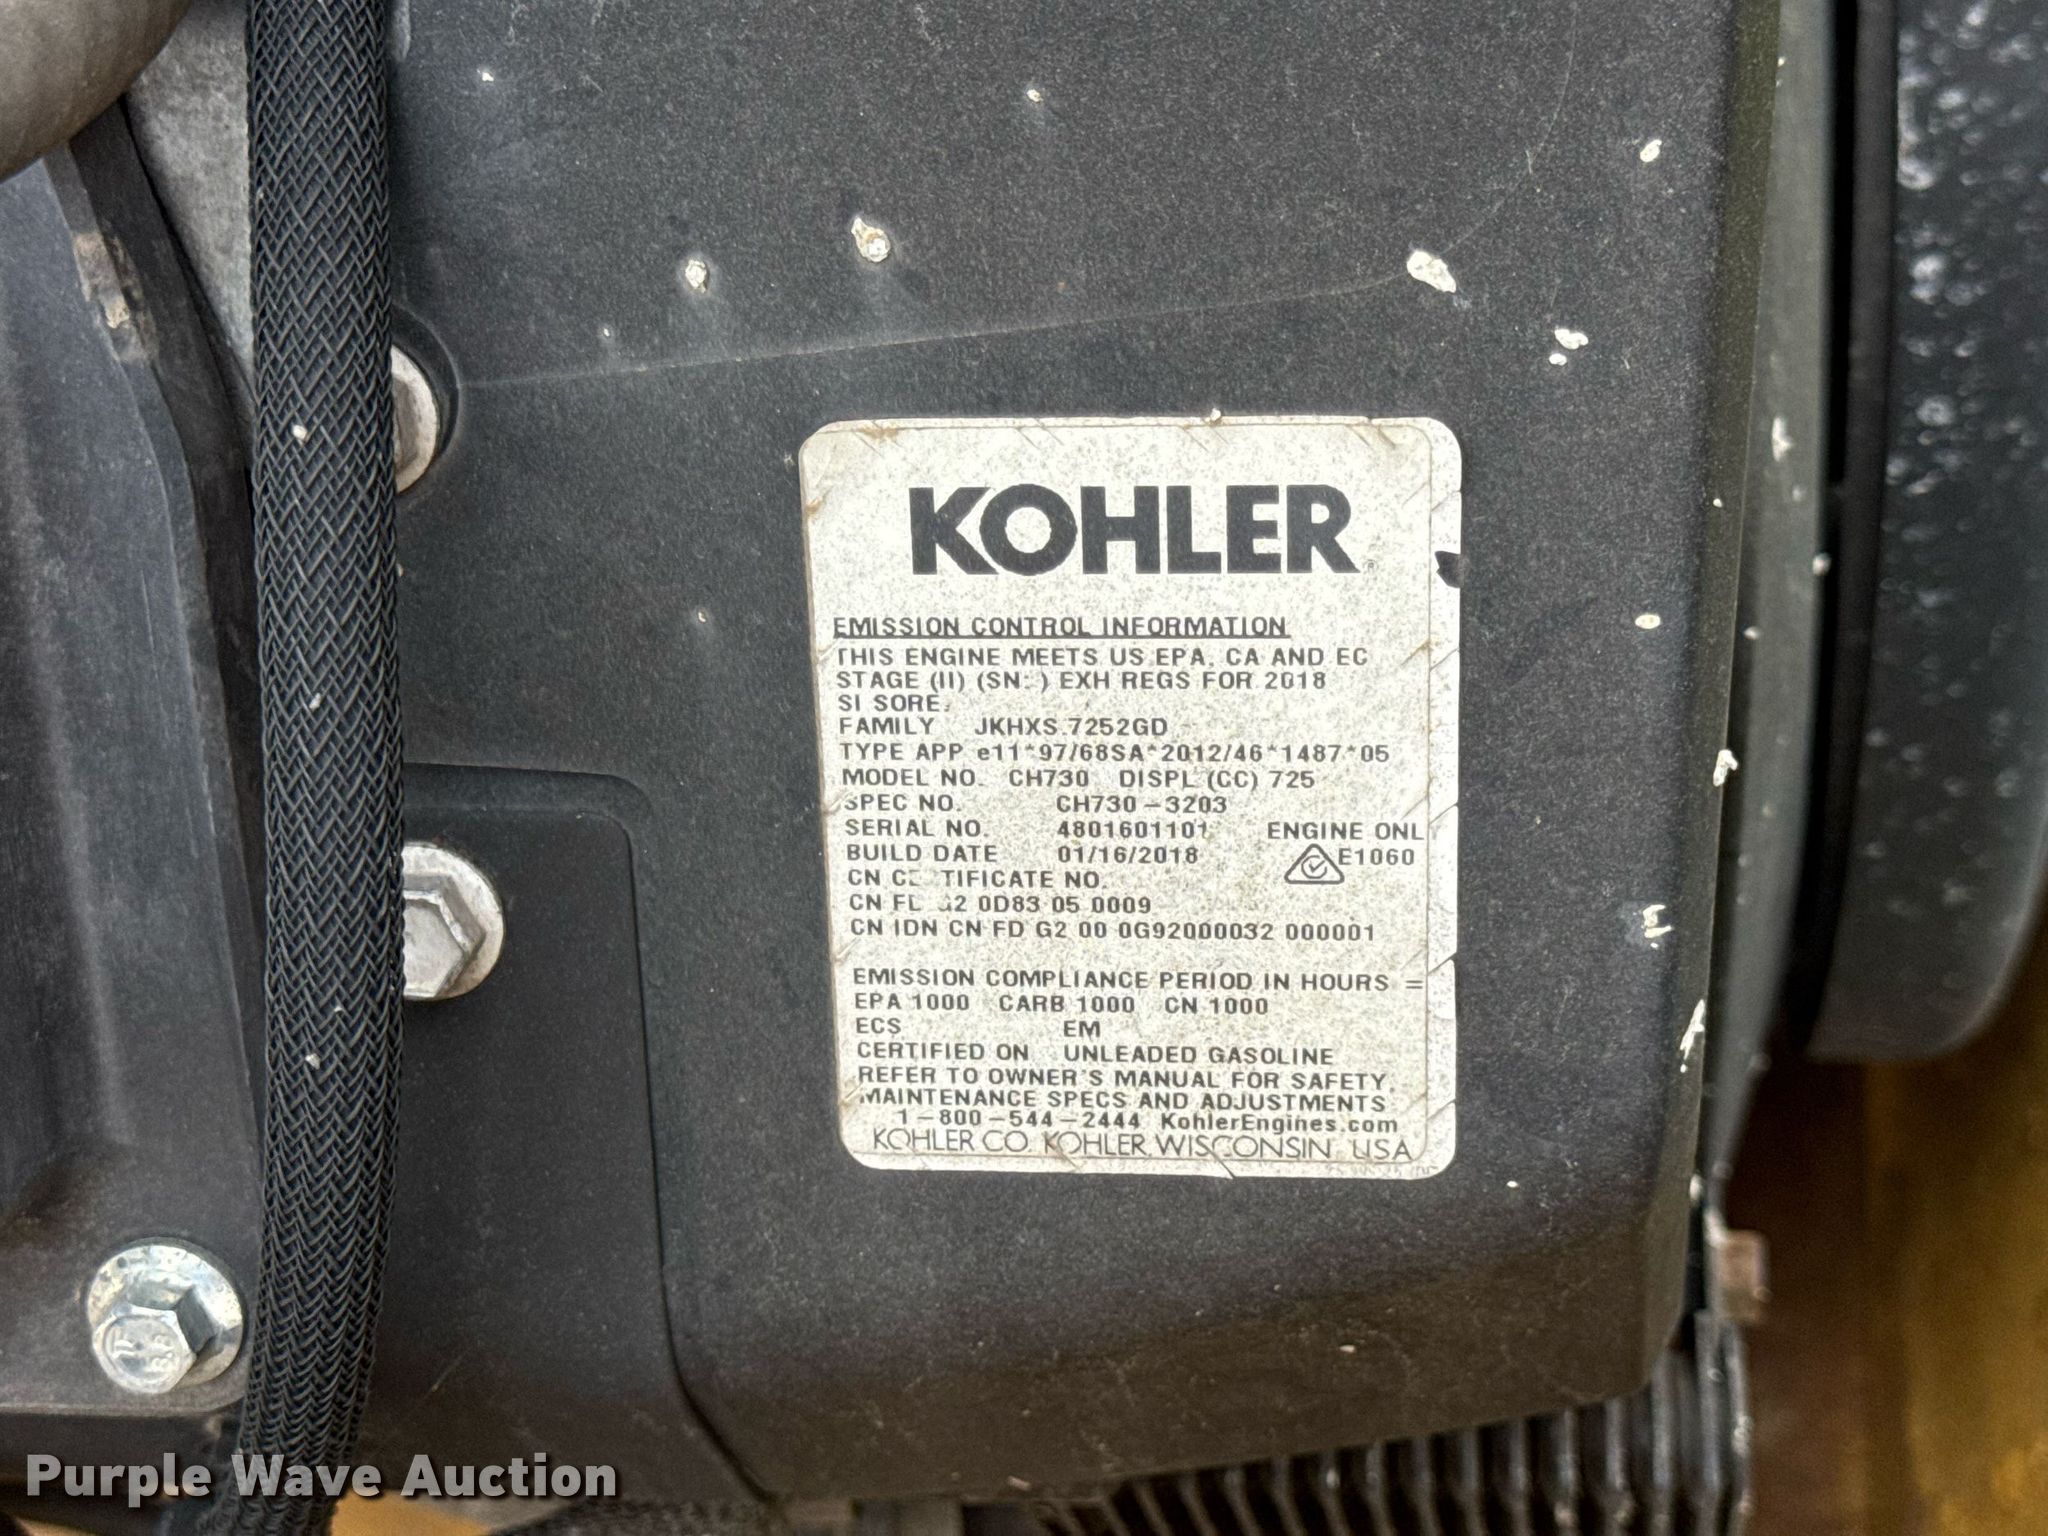 KOHLER
EMISSION CONTROL INFORMATION
THIS ENGINE MEETS US EPA, CA AND EC
STAGE (II) (SN: ) EXH REGS FOR 2018
SI SORE.
FAMILY JKHXS.7252GD
TYPE APP e11*97/68SA*2012/46*1487*05
MODEL NO. CH730 DISPL (CC) 725
SPEC NO. CH730-3203
SERIAL NO. 4801601101 ENGINE ONLY
BUILD DATE 01/16/2018 E1060
CN CERTIFICATE NO.
CN G2 0D83 05 0009
CN IDN CN FD G2 00 0G92000032 000001
EMISSION COMPLIANCE PERIOD IN HOURS =
EPA 1000 CARB 1000 CN 1000
ECS EM
CERTIFIED ON UNLEADED GASOLINE
REFER TO OWNER'S MANUAL FOR SAFETY,
MAINTENANCE SPECS AND ADJUSTMENTS
1-800-544-2444 KohlerEngines.com
KOHLER CO. KOHLER, WISCONSIN USA
Purple Wave Auction